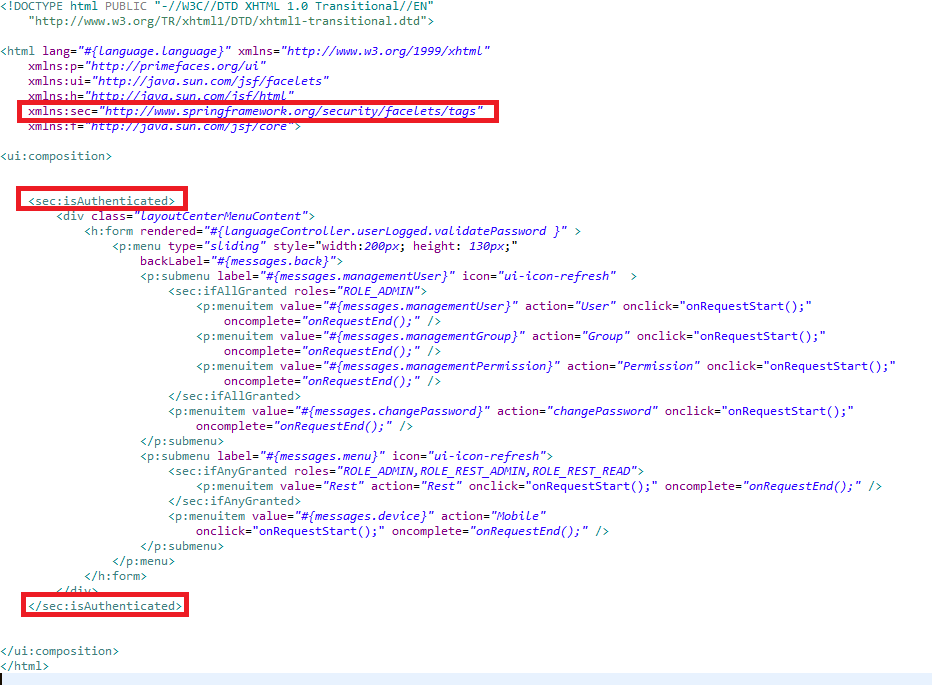 <!DOCTYPE html PUBLIC "-//W3C//DTD XHTML 1.0 Transitional//EN"
"http://www.w3.org/TR/xhtml1/DTD/xhtml1-transitional.dtd">
<html lang="#{language.language}" xmlns="http://www.w3.org/1999/xhtml"
xmlns:p="http://primefaces.org/ui"
xmlns:ui="http://java.sun.com/jsf/facelets"
xmlns:h="http://java.sun.com/jsf/html"
xmlns:sec="http://www.springframework.org/security/facelets/tags"
xmlns:f="http://java.sun.com/jsf/core">
<ui:composition>
<sec:isAuthenticated>
<div class="layoutCenterMenuContent">
<h:form rendered="#{languageController.userLogged.validatePassword }" >
<p:menu type="sliding" style="width:200px; height: 130px;"
backLabel="#{messages.back}">
<p:submenu label="#{messages.managementUser}" icon="ui-icon-refresh"  >
<sec:ifAllGranted roles="ROLE_ADMIN">
<p:menuitem value="#{messages.managementUser}" action="User" onclick="onRequestStart();"
oncomplete="onRequestEnd();" />
<p:menuitem value="#{messages.managementGroup}" action="Group" onclick="onRequestStart();"
oncomplete="onRequestEnd();" />
<p:menuitem value="#{messages.managementPermission}" action="Permission" onclick="onRequestStart();"
oncomplete="onRequestEnd();" />
</sec:ifAllGranted>
<p:menuitem value="#{messages.changePassword}" action="changePassword" onclick="onRequestStart();"
oncomplete="onRequestEnd();" />
</p:submenu>
<p:submenu label="#{messages.menu}" icon="ui-icon-refresh">
<sec:ifAnyGranted roles="ROLE_ADMIN,ROLE_REST_ADMIN,ROLE_REST_READ">
<p:menuitem value="Rest" action="Rest" onclick="onRequestStart();" oncomplete="onRequestEnd();" />
</sec:ifAnyGranted>
<p:menuitem value="#{messages.device}" action="Mobile"
onclick="onRequestStart();" oncomplete="onRequestEnd();" />
</p:submenu>
</p:menu>
</h:form>
</div>
</sec:isAuthenticated>
</ui:composition>
</html>